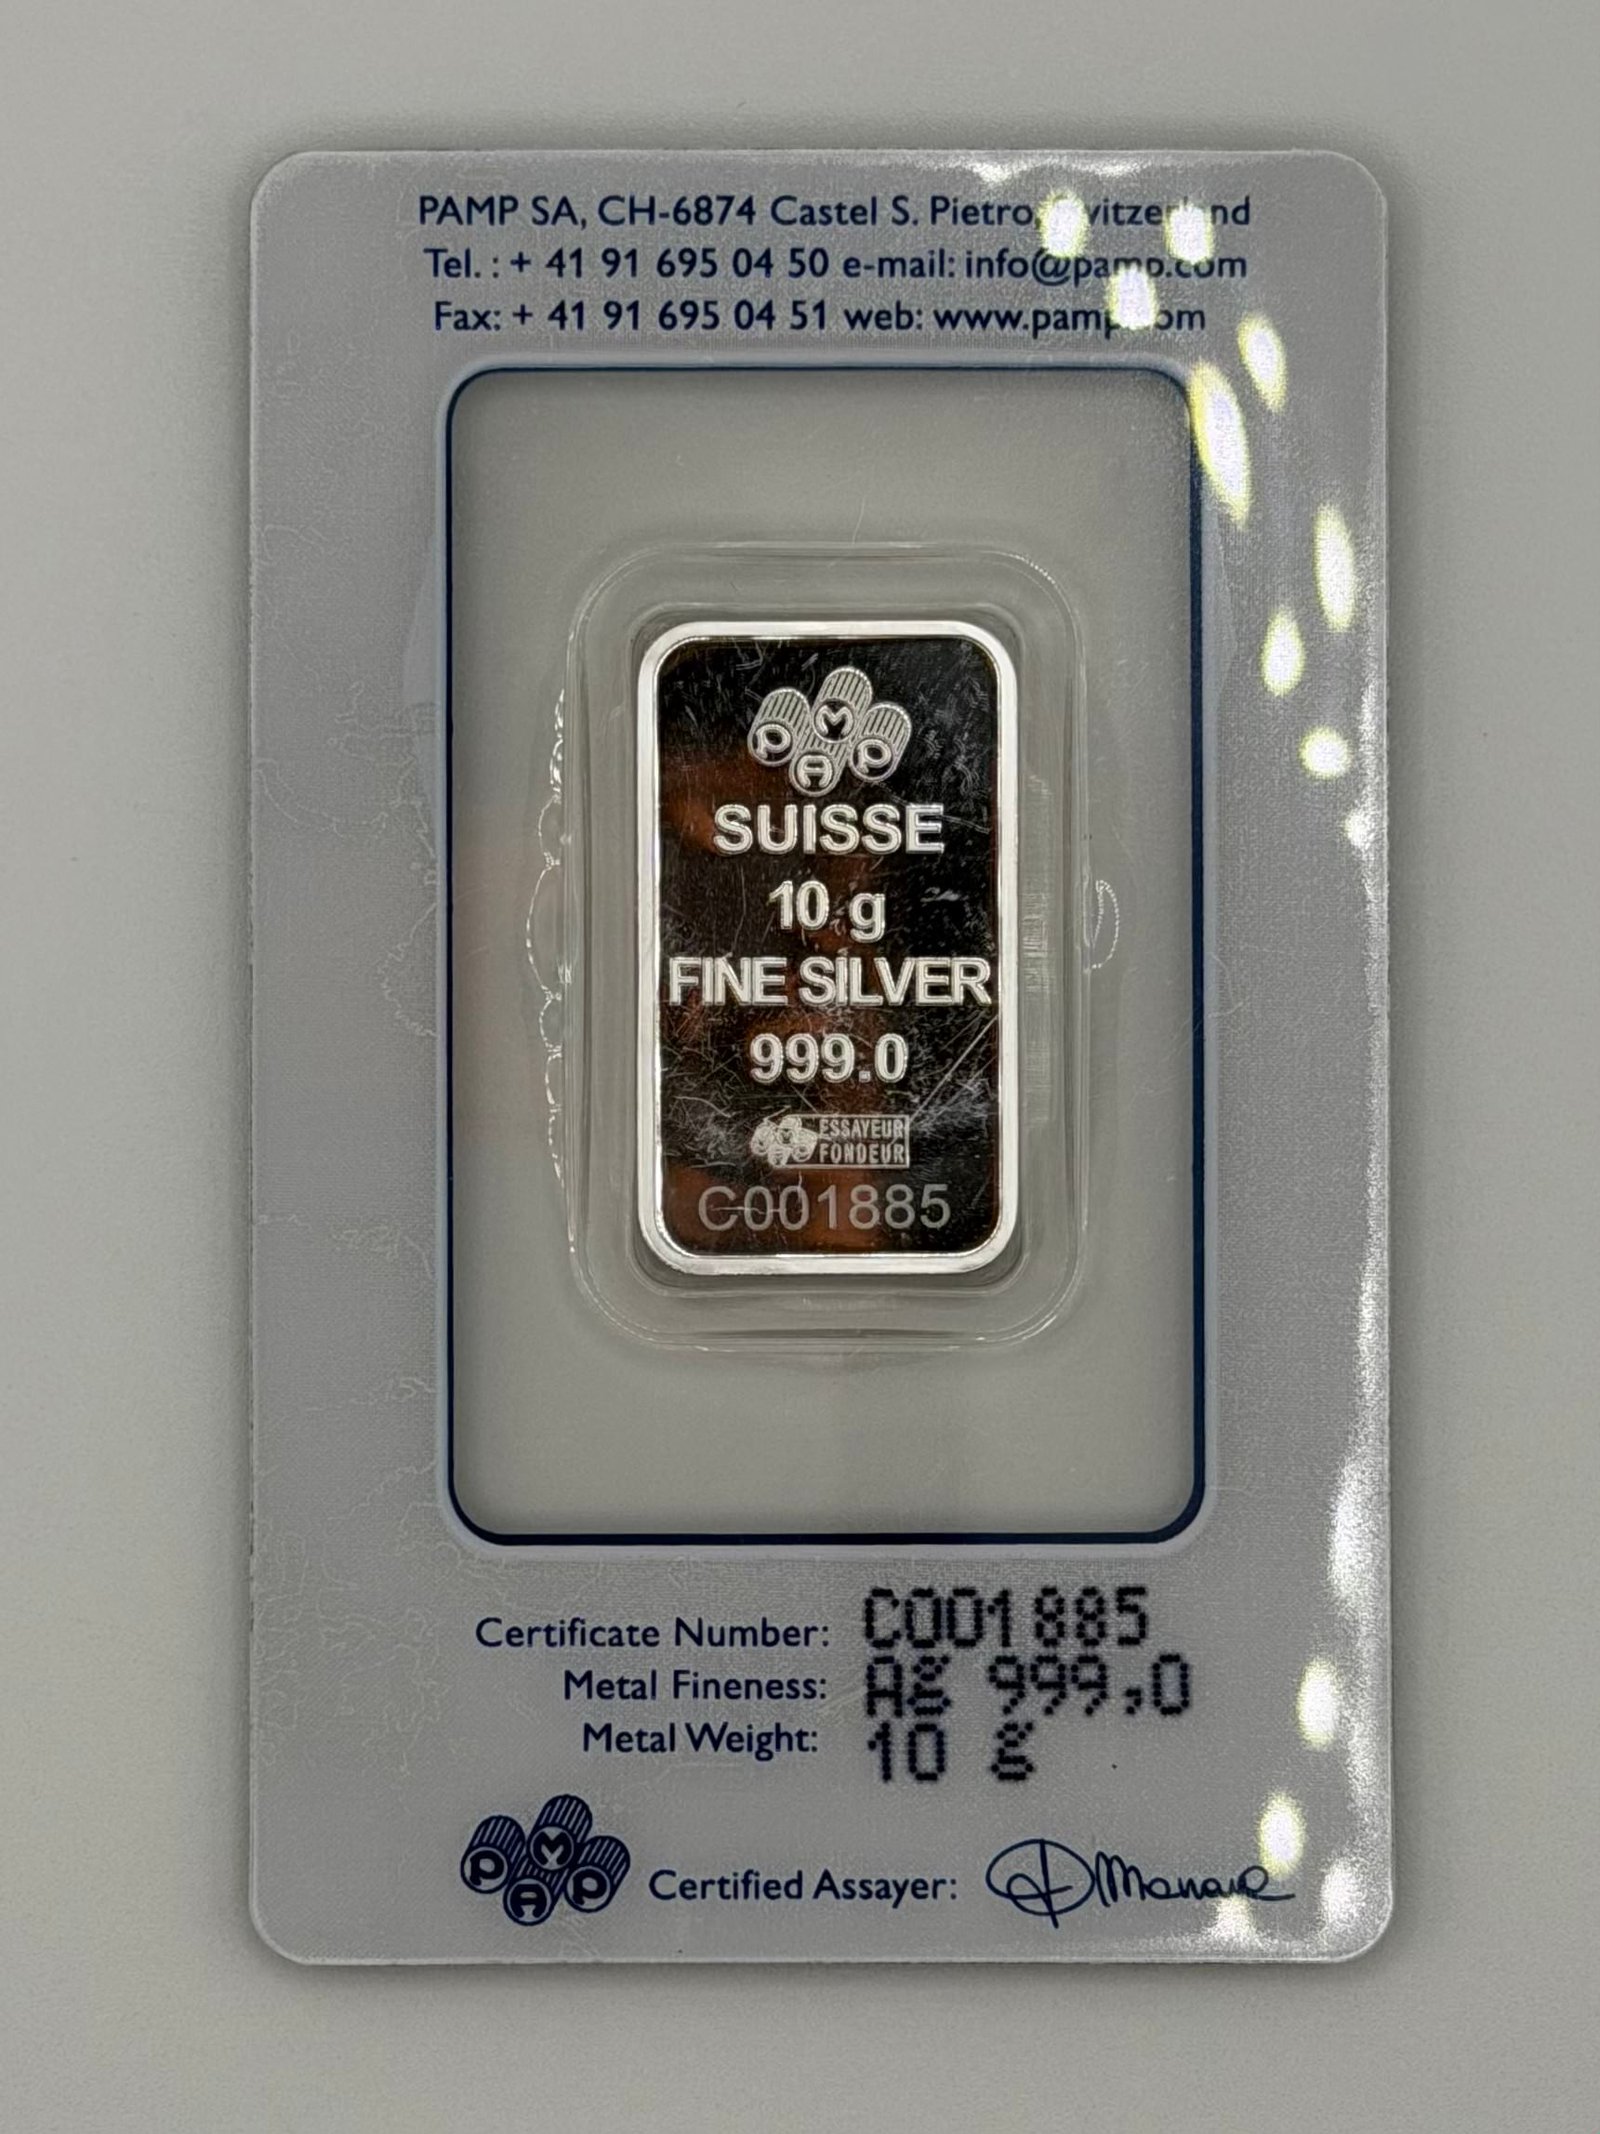 PAMP SA, CH-6874 Castel S. Pietro,
Tel. : + 41 91 695 04 50 e-mail: info@pamp.com
Fax: + 41 91 695 04 51 web: www.pamp.com
P A M P
SUISSE
10 g
FINE SILVER
999.0
ESSAYEUR
FONDEUR
C001885
Certificate Number: C001885
Metal Fineness: Ag 999,0
Metal Weight: 10 g
P A M P
Certified Assayer: